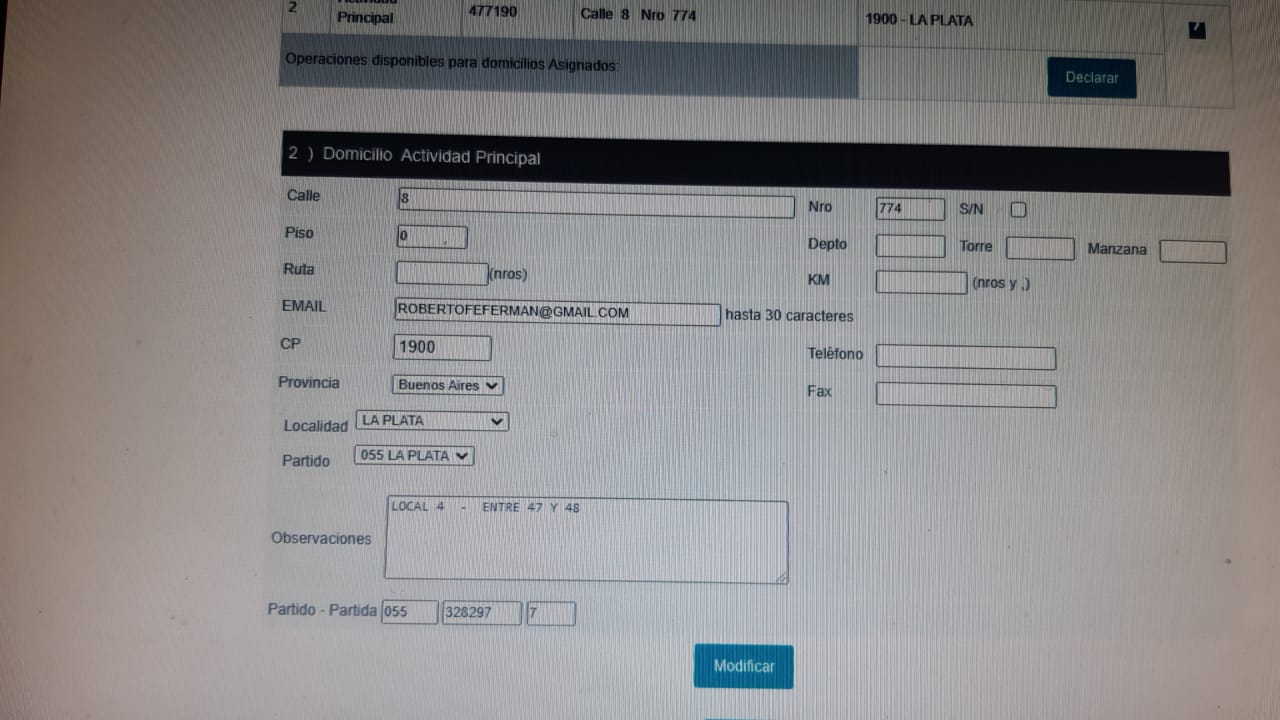 2 Principal 477190 Calle 8 Nro 774 1900 - LA PLATA
Operaciones disponibles para domicilios Asignados:
Declarar
2 ) Domicilio Actividad Principal
Calle 8 Nro 774 S/N
Piso 0 Depto Torre Manzana
Ruta (nros) KM (nros y ,)
EMAIL ROBERTOFEFERMAN@GMAIL.COM hasta 30 caracteres
CP 1900 Teléfono
Provincia Buenos Aires Fax
Localidad LA PLATA
Partido 055 LA PLATA
LOCAL 4 - ENTRE 47 Y 48
Observaciones
Partido - Partida 055 328297 7
Modificar